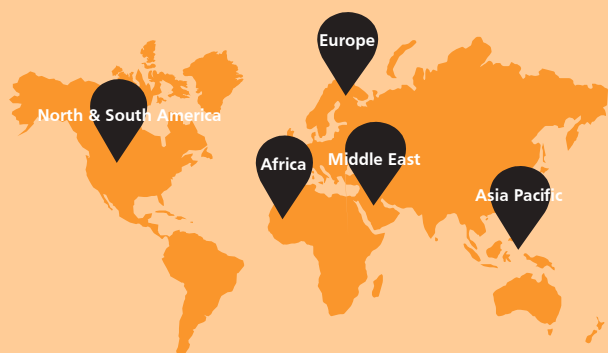 Europe
North & South America
Africa
Middle East
Asia Pacific